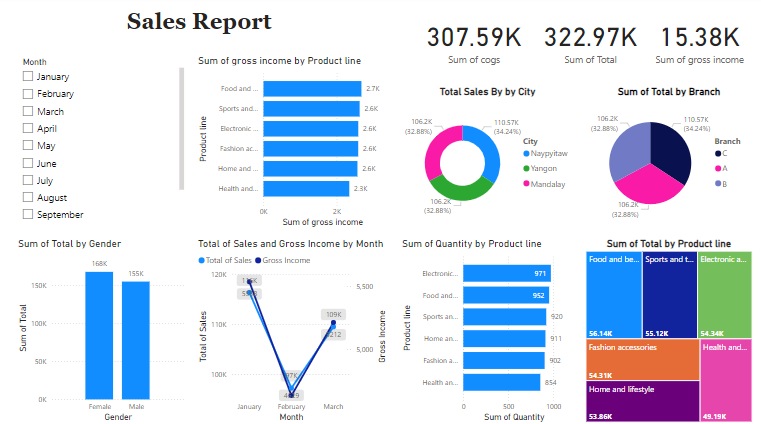 Sales Report
307.59K
Sum of cogs
322.97K
Sum of Total
15.38K
Sum of gross income
Month
January
February
March
April
May
June
July
August
September
Sum of gross income by Product line
Product line
Food and ...
2.7K
Sports and...
2.6K
Electronic ...
2.6K
Fashion ac...
2.6K
Home and ...
2.6K
Health and...
2.3K
0K
2K
Sum of gross income
Total Sales By by City
106.2K
(32.88%)
110.57K
(34.24%)
106.2K
(32.88%)
City
Naypyitaw
Yangon
Mandalay
Sum of Total by Branch
106.2K
(32.88%)
110.57K
(34.24%)
106.2K
(32.88%)
Branch
C
A
B
Sum of Total by Gender
Sum of Total
150K
100K
50K
0K
168K
155K
Female
Male
Gender
Total of Sales and Gross Income by Month
Total of Sales
Gross Income
Total of Sales
120K
110K
100K
5,500
5,000
Gross Income
109K
97K
January
February
March
Month
Sum of Quantity by Product line
Product line
Electronic...
971
Food and...
952
Sports an...
920
Home an...
911
Fashion a...
902
Health an...
854
0
500
1000
Sum of Quantity
Sum of Total by Product line
Food and be...
56.14K
Sports and t...
55.12K
Electronic a...
54.34K
Fashion accessories
54.31K
Home and lifestyle
53.86K
Health and...
49.19K